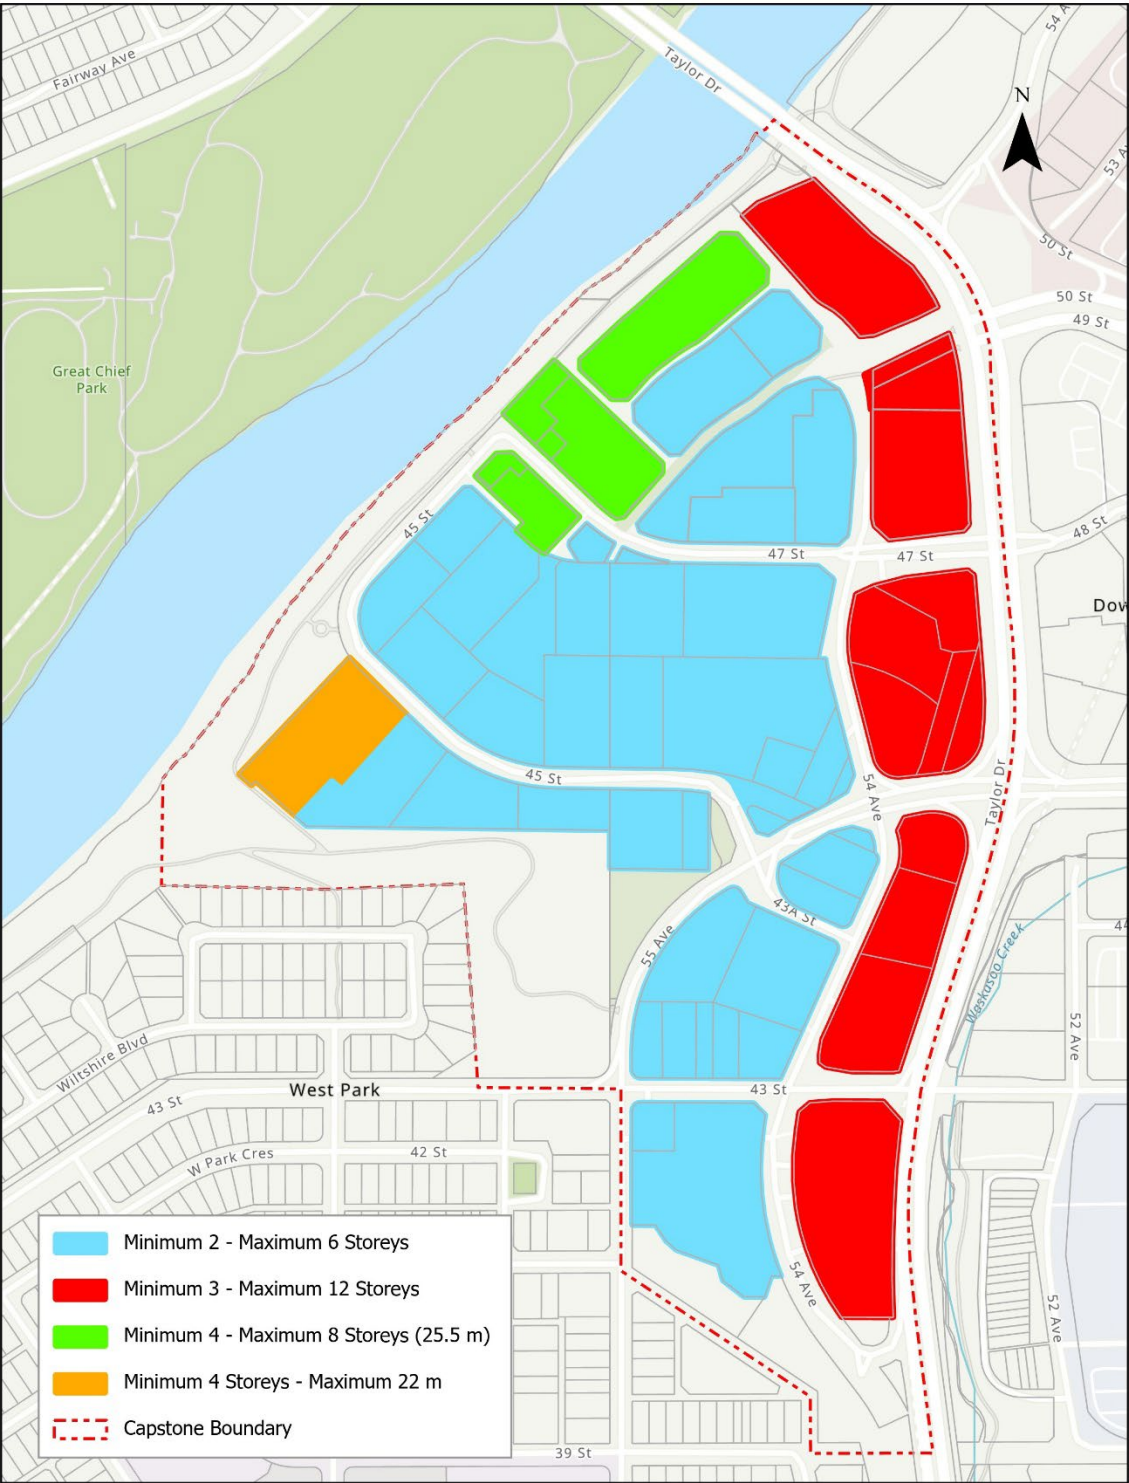 Fairway Ave
Taylor Dr
54 A
N
53 A
50 St
50 St
49 St
Great Chief
Park
45 St
48 St
47 St
47 St
Dow
45 St
54 Ave
Taylor Dr
43A St
55 Ave
44
Waskasoo Creek
52 Ave
Wiltshire Blvd
West Park
43 St
43 St
W Park Cres
42 St
54 Ave
52 Ave
Minimum 2 - Maximum 6 Storeys
Minimum 3 - Maximum 12 Storeys
Minimum 4 - Maximum 8 Storeys (25.5 m)
Minimum 4 Storeys - Maximum 22 m
Capstone Boundary
39 St